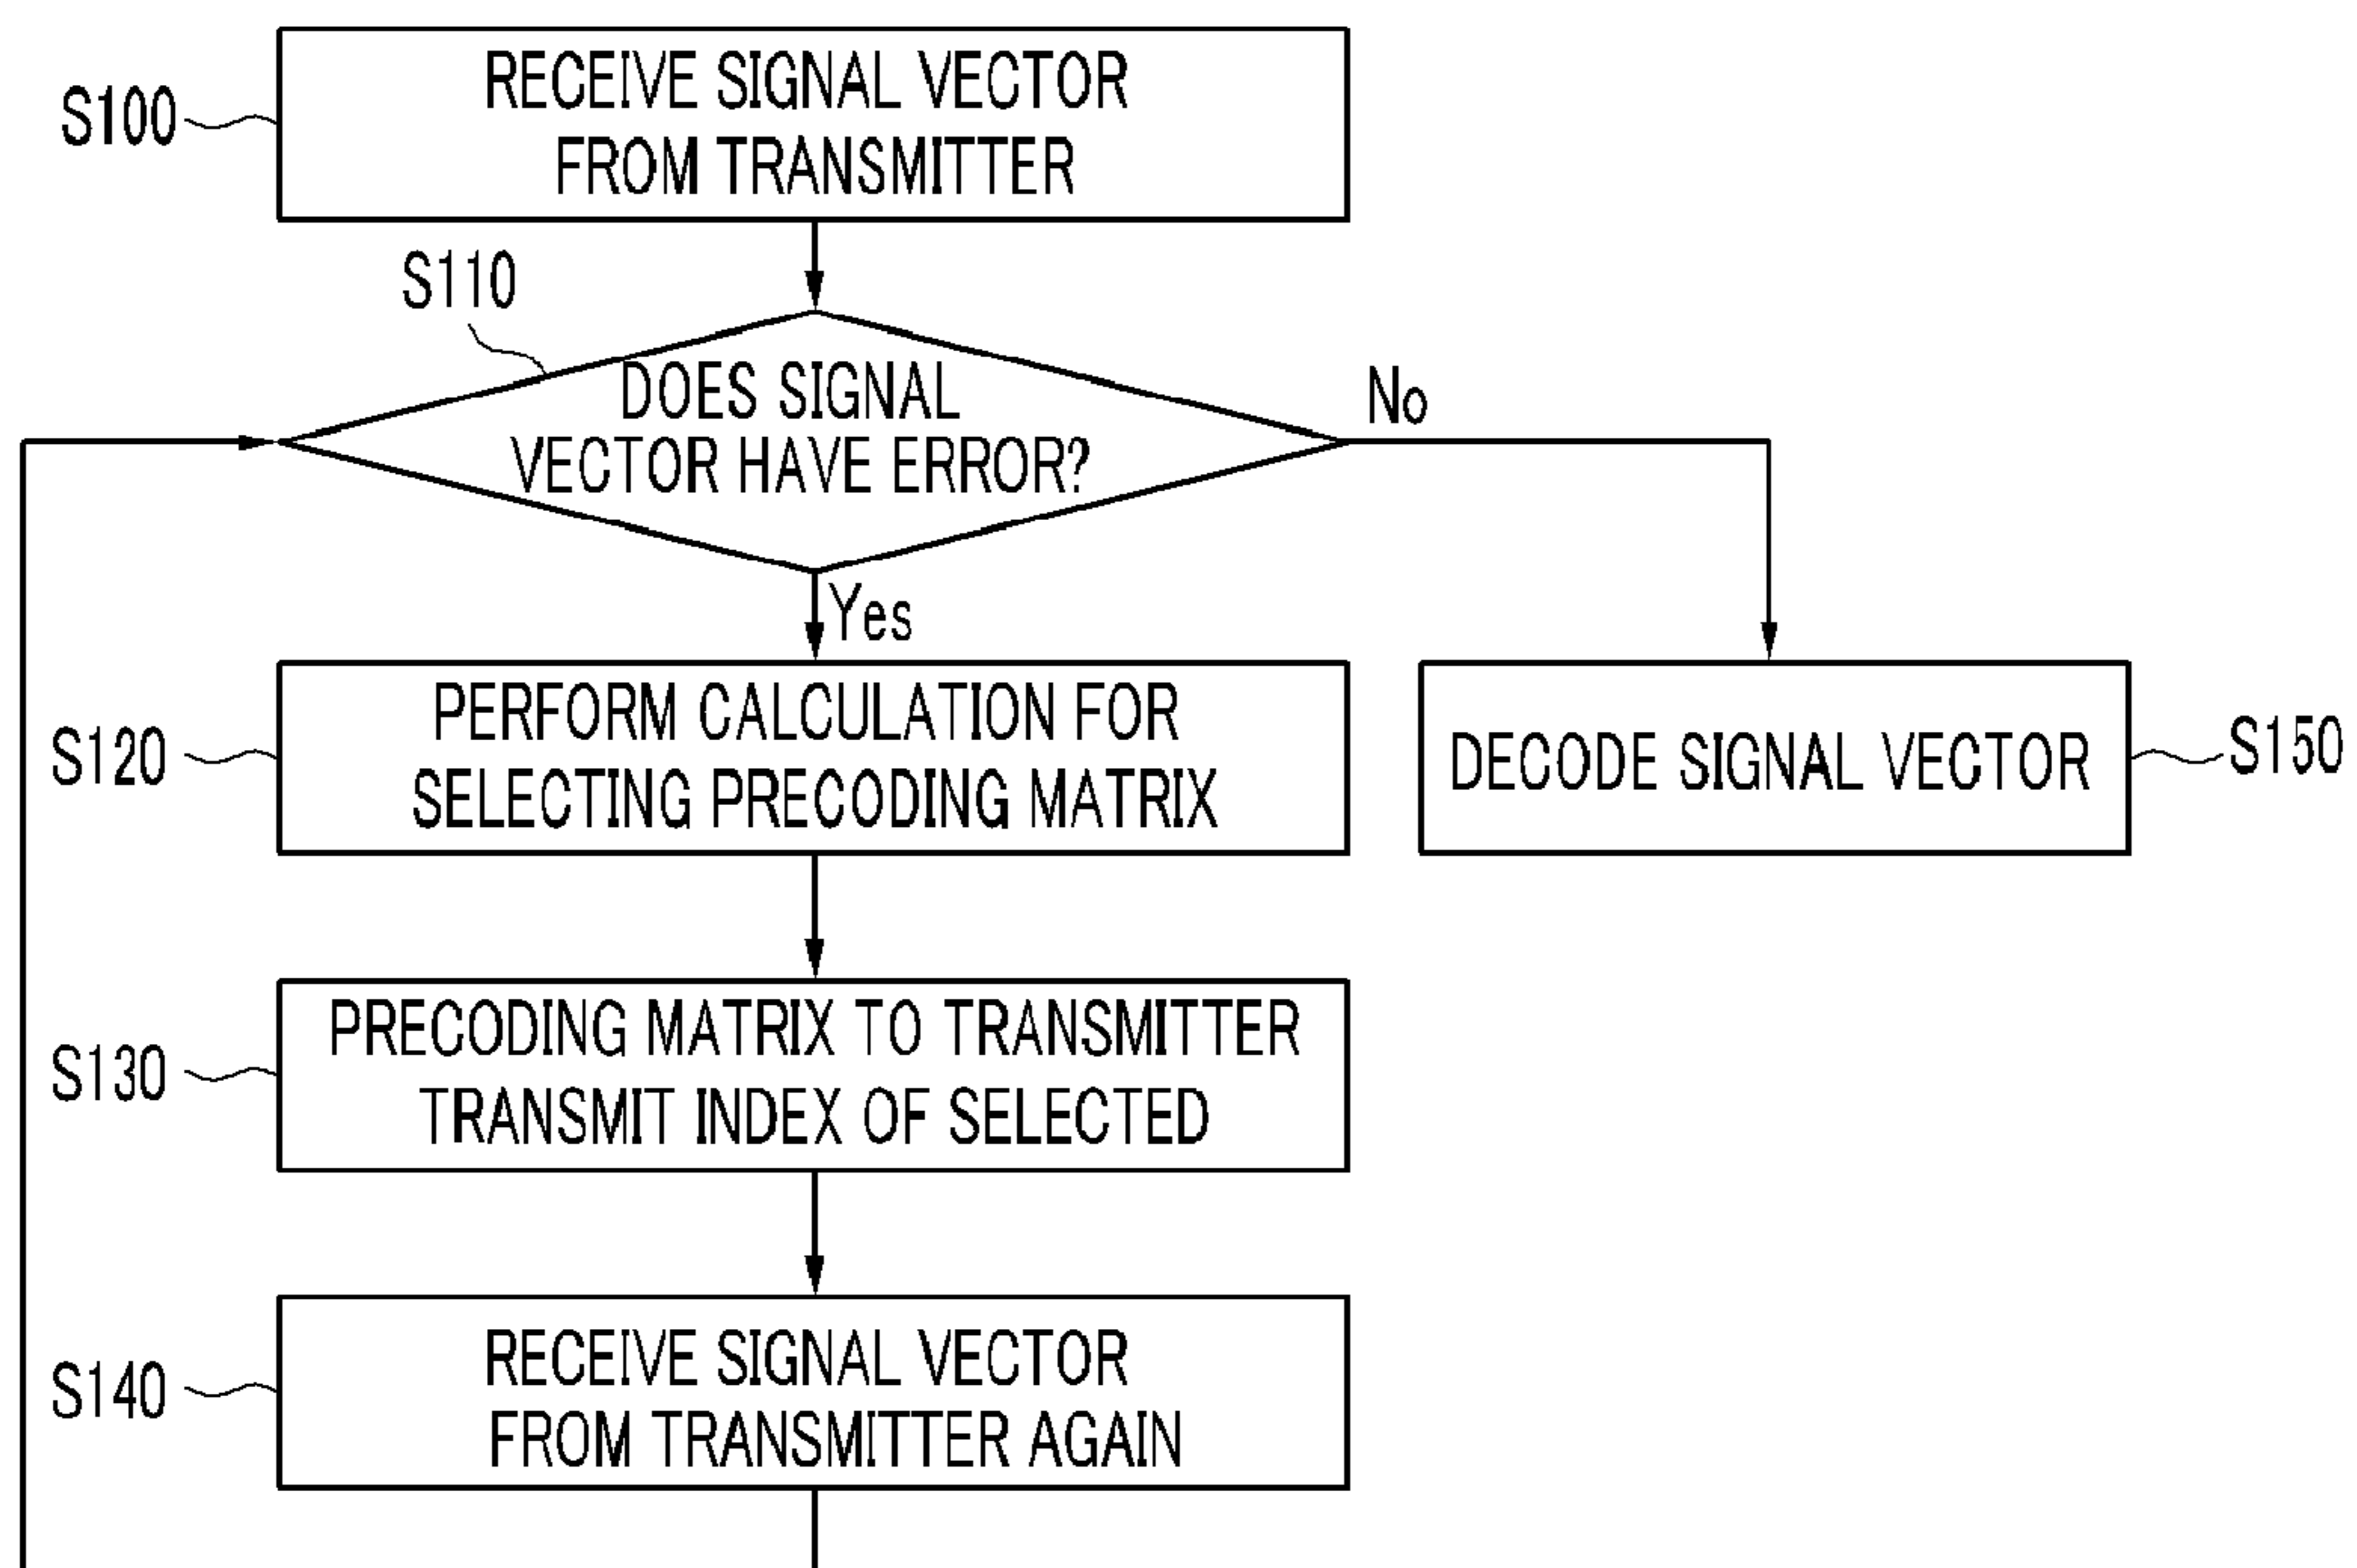 S100
RECEIVE SIGNAL VECTOR
FROM TRANSMITTER
S110
DOES SIGNAL
VECTOR HAVE ERROR?
No
Yes
S120
PERFORM CALCULATION FOR
SELECTING PRECODING MATRIX
DECODE SIGNAL VECTOR
S150
S130
PRECODING MATRIX TO TRANSMITTER
TRANSMIT INDEX OF SELECTED
S140
RECEIVE SIGNAL VECTOR
FROM TRANSMITTER AGAIN